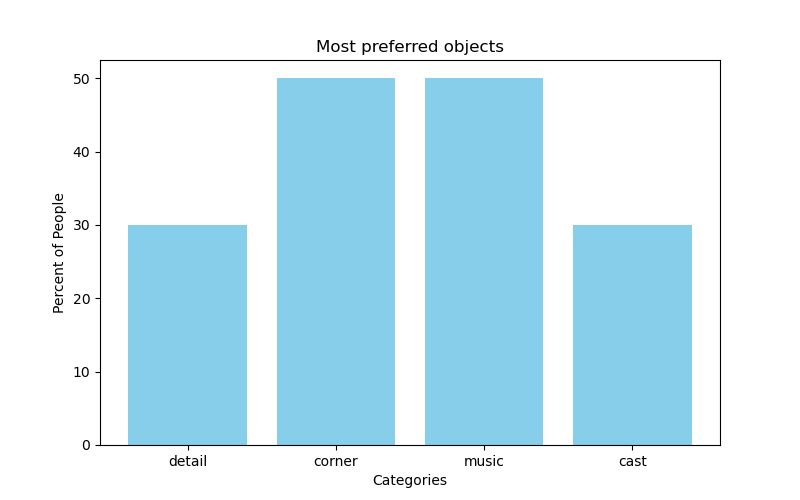 Most preferred objects
Percent of People
50
40
30
20
10
0
detail corner music cast
Categories